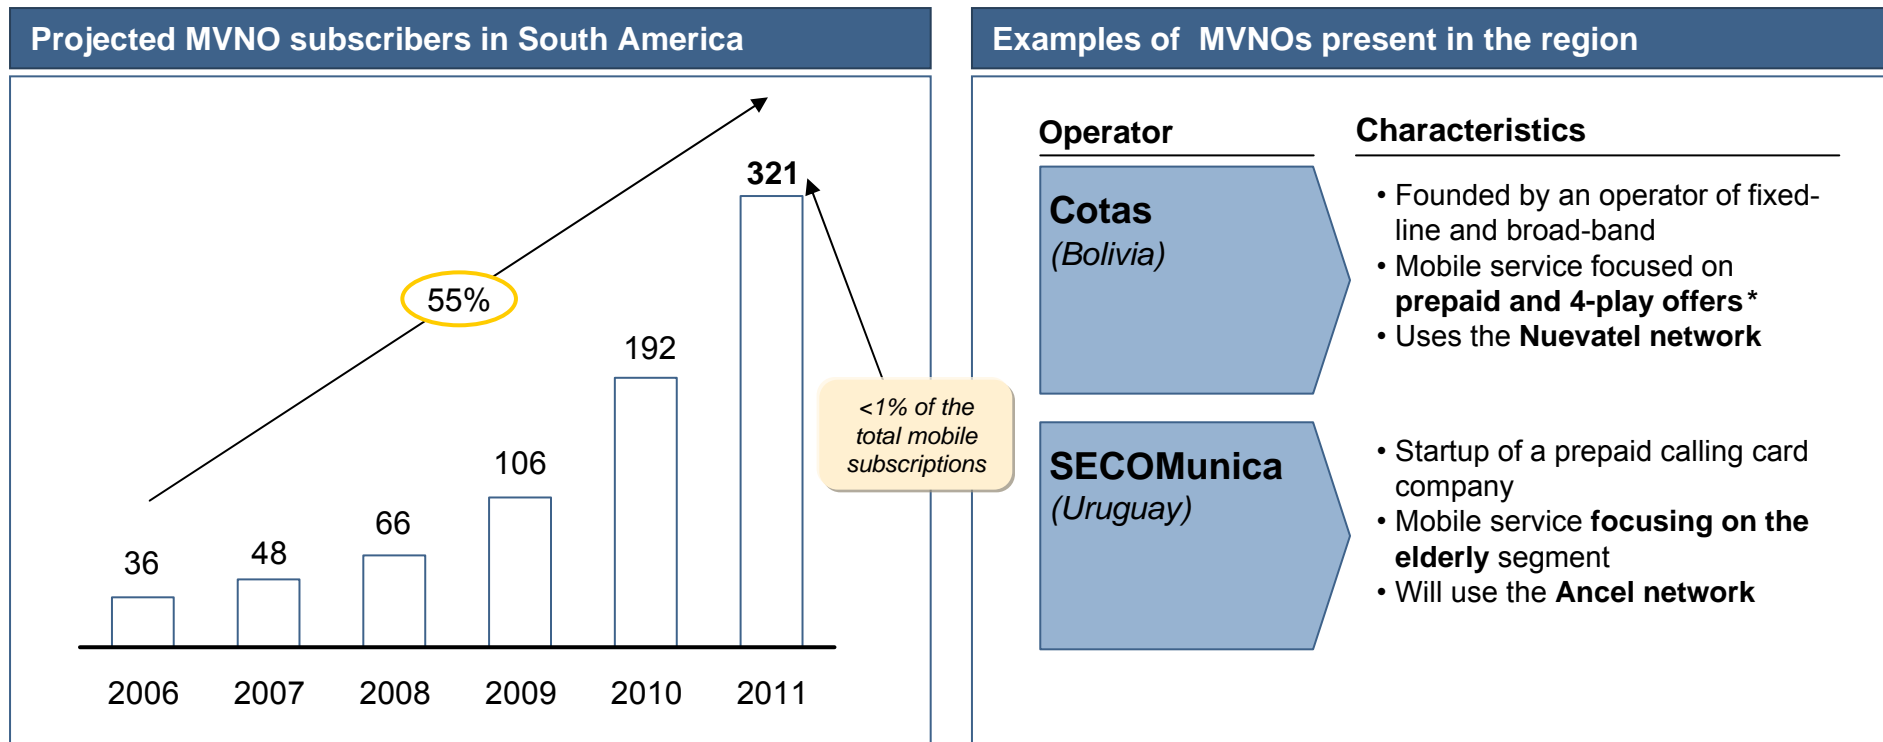 Projected MVNO subscribers in South America
321
55%
192
106
66
48
36
<1% of the
total mobile
subscriptions
2006 2007 2008 2009 2010 2011
Examples of MVNOs present in the region
Operator
Characteristics
Cotas
(Bolivia)
• Founded by an operator of fixed-
line and broad-band
• Mobile service focused on
prepaid and 4-play offers*
• Uses the Nuevatel network
SECOMunica
(Uruguay)
• Startup of a prepaid calling card
company
• Mobile service focusing on the
elderly segment
• Will use the Ancel network